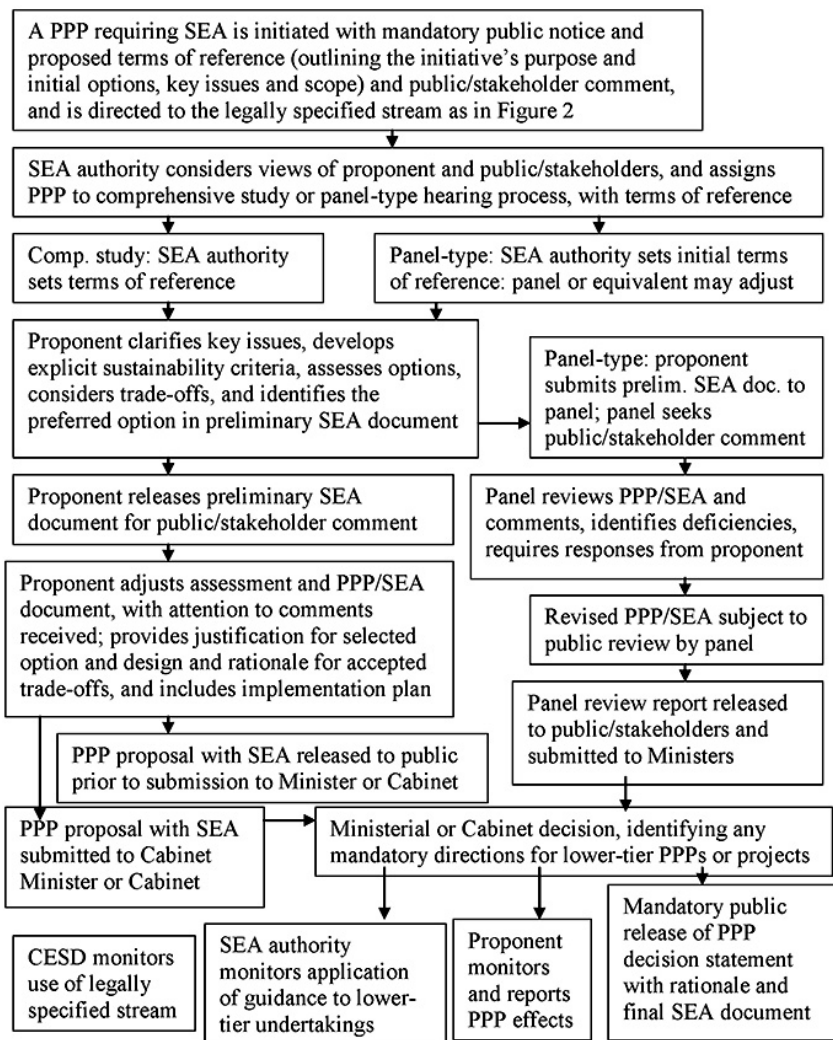 A PPP requiring SEA is initiated with mandatory public notice and
proposed terms of reference (outlining the initiative's purpose and
initial options, key issues and scope) and public/stakeholder comment,
and is directed to the legally specified stream as in Figure 2
SEA authority considers views of proponent and public/stakeholders, and assigns
PPP to comprehensive study or panel-type hearing process, with terms of reference
Comp. study: SEA authority
sets terms of reference
Panel-type: SEA authority sets initial terms
of reference: panel or equivalent may adjust
Proponent clarifies key issues, develops
explicit sustainability criteria, assesses options,
considers trade-offs, and identifies the
preferred option in preliminary SEA document
Panel-type: proponent
submits prelim. SEA doc. to
panel; panel seeks
public/stakeholder comment
Proponent releases preliminary SEA
document for public/stakeholder comment
Panel reviews PPP/SEA and
comments, identifies deficiencies,
requires responses from proponent
Proponent adjusts assessment and PPP/SEA
document, with attention to comments
received; provides justification for selected
option and design and rationale for accepted
trade-offs, and includes implementation plan
Revised PPP/SEA subject to
public review by panel
Panel review report released
to public/stakeholders and
submitted to Ministers
PPP proposal with SEA released to public
prior to submission to Minister or Cabinet
PPP proposal with SEA
submitted to Cabinet
Minister or Cabinet
Ministerial or Cabinet decision, identifying any
mandatory directions for lower-tier PPPs or projects
CESD monitors
use of legally
specified stream
SEA authority
monitors application
of guidance to lower-
tier undertakings
Proponent
monitors
and reports
PPP effects
Mandatory public
release of PPP
decision statement
with rationale and
final SEA document